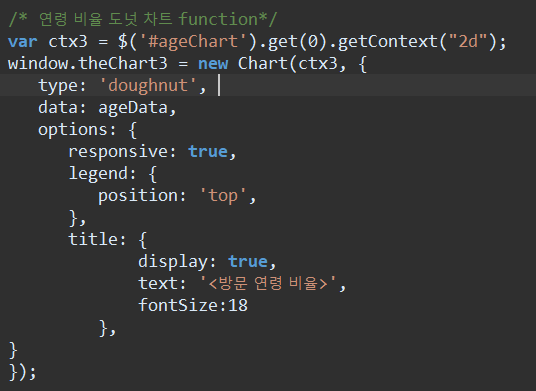 /* 연령 비율 도넛 차트 function*/
var ctx3 = $('#ageChart').get(0).getContext("2d");
window.theChart3 = new Chart(ctx3, {
type: 'doughnut',
data: ageData,
options: {
responsive: true,
legend: {
position: 'top',
},
title: {
display: true,
text: '<방문 연령 비율>',
fontSize:18
},
}
});